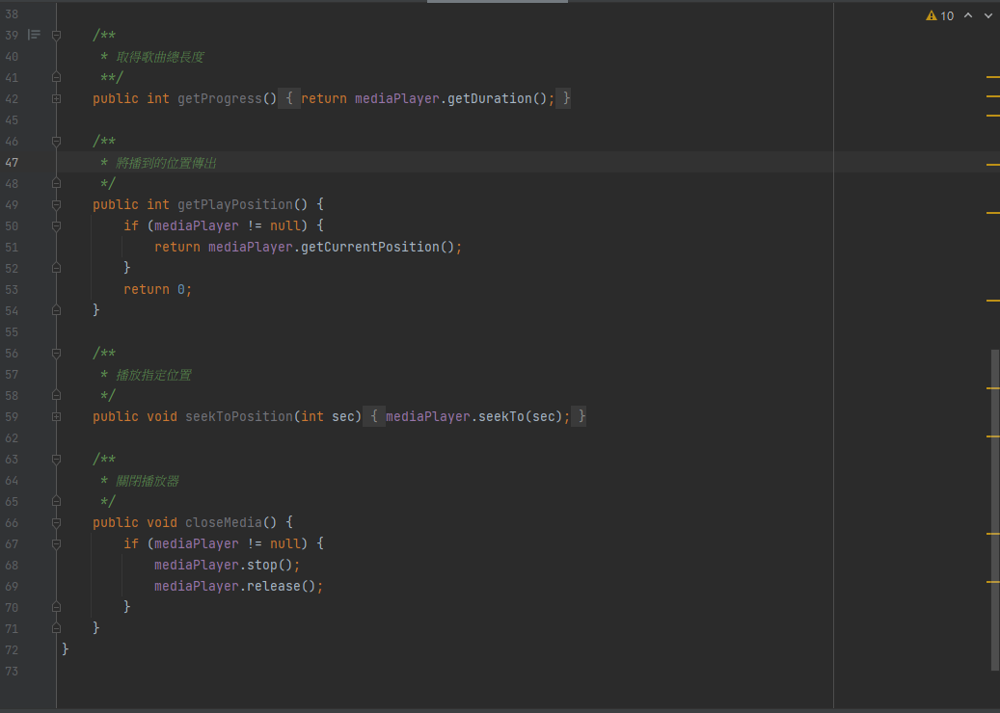 10
38
39 /**
40 * 取得歌曲總長度
41 **/
42 public int getProgress() { return mediaPlayer.getDuration(); }
45
46 /**
47 * 將播到的位置傳出
48 */
49 public int getPlayPosition() {
50 if (mediaPlayer != null) {
51 return mediaPlayer.getCurrentPosition();
52 }
53 return 0;
54 }
55
56 /**
57 * 播放指定位置
58 */
59 public void seekToPosition(int sec) { mediaPlayer.seekTo(sec); }
62
63 /**
64 * 關閉播放器
65 */
66 public void closeMedia() {
67 if (mediaPlayer != null) {
68 mediaPlayer.stop();
69 mediaPlayer.release();
70 }
71 }
72 }
73